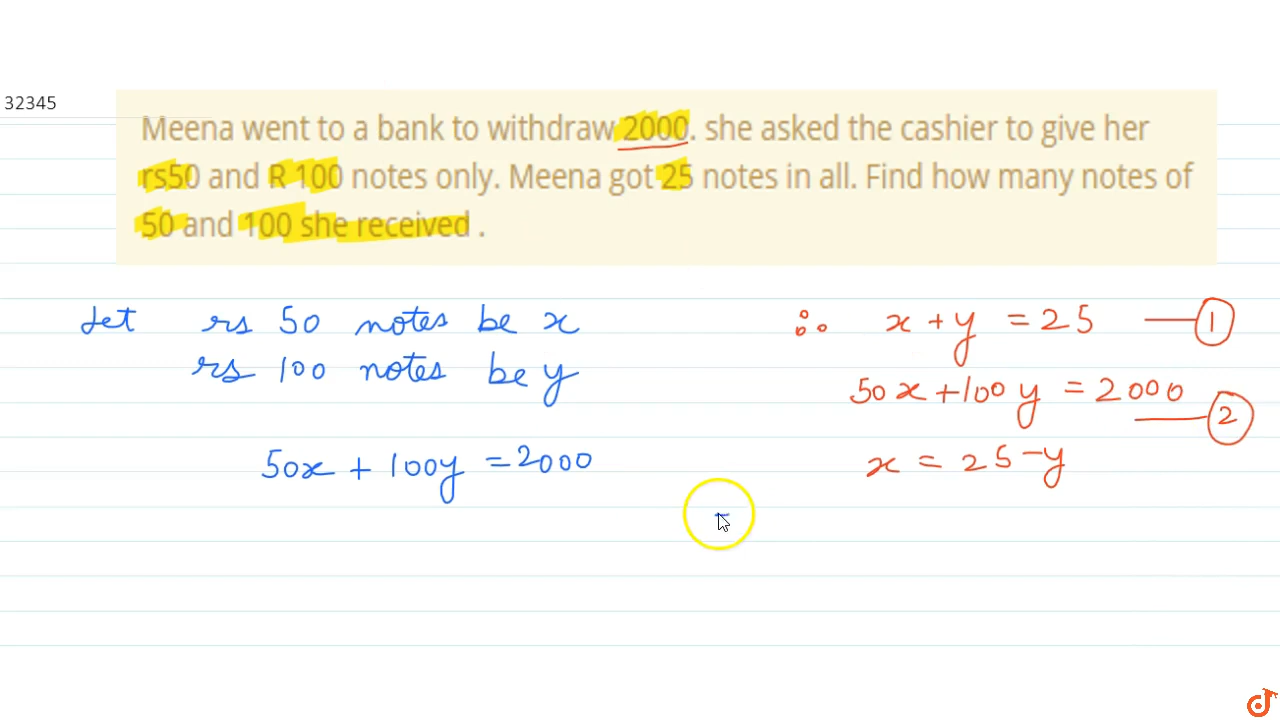 32345
Meena went to a bank to withdraw 2000. she asked the cashier to give her
rs50 and R 100 notes only. Meena got 25 notes in all. Find how many notes of
50 and 100 she received .
Let rs 50 notes be x
rs 100 notes be y
50x + 100y = 2000
∴ x + y = 25 — 1
50x + 100y = 2000 — 2
x = 25 - y